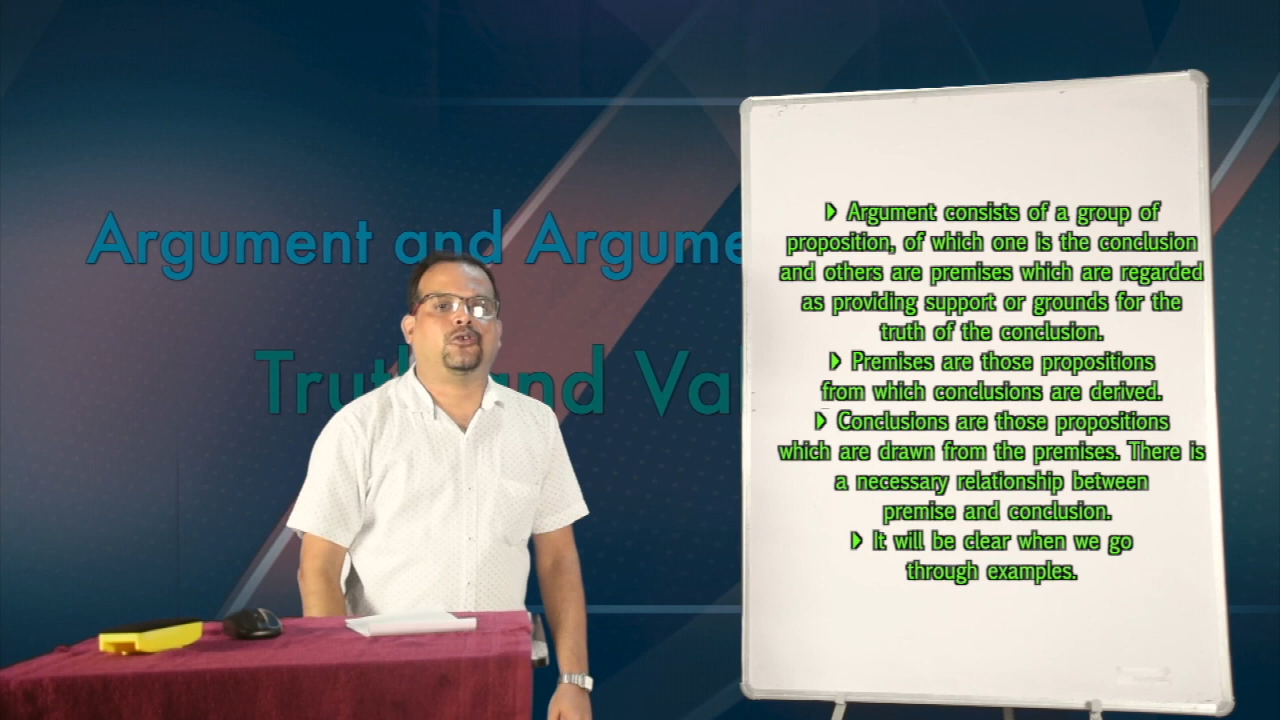 Argument and Argume
Truth and Val
▶ Argument consists of a group of
proposition, of which one is the conclusion
and others are premises which are regarded
as providing support or grounds for the
truth of the conclusion.
▶ Premises are those propositions
from which conclusions are derived.
▶ Conclusions are those propositions
which are drawn from the premises. There is
a necessary relationship between
premise and conclusion.
▶ It will be clear when we go
through examples.